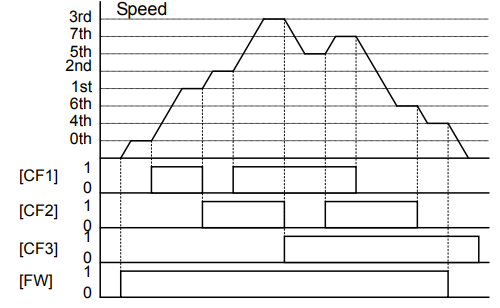 Speed
3rd
7th
5th
2nd
1st
6th
4th
0th
[CF1] 1
0
[CF2] 1
0
[CF3] 1
0
[FW] 1
0